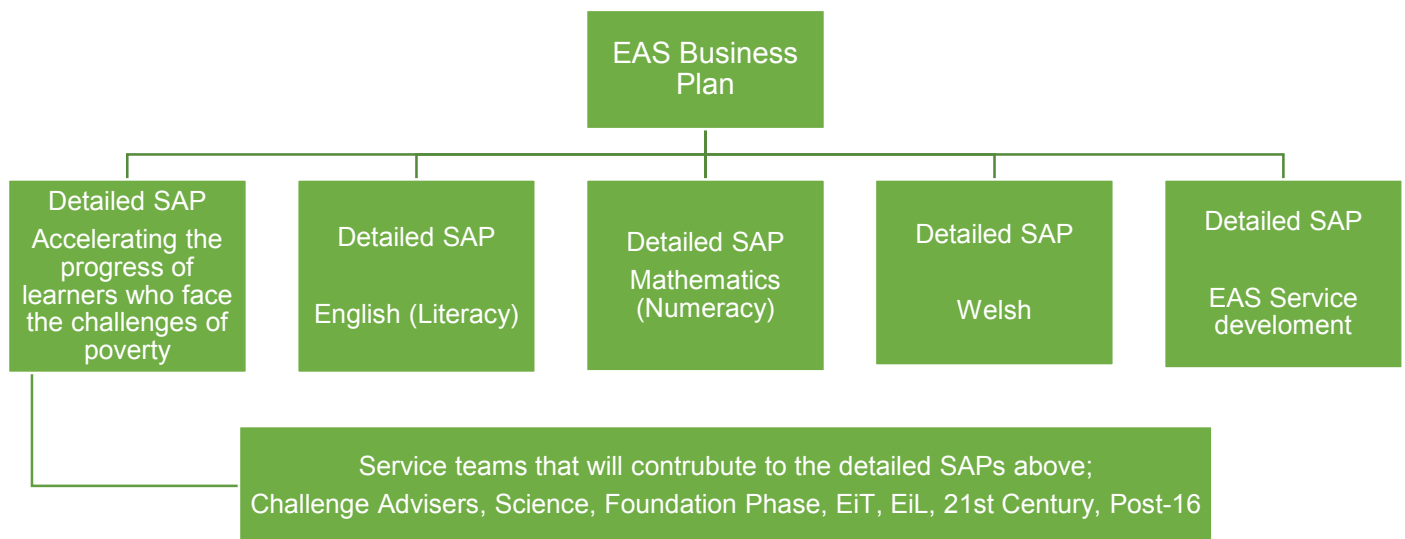 EAS Business
Plan
Detailed SAP
Accelerating the
progress of
learners who face
the challenges of
poverty
Detailed SAP
English (Literacy)
Detailed SAP
Mathematics
(Numeracy)
Detailed SAP
Welsh
Detailed SAP
EAS Service
develoment
Service teams that will contrubute to the detailed SAPs above;
Challenge Advisers, Science, Foundation Phase, EiT, EiL, 21st Century, Post-16